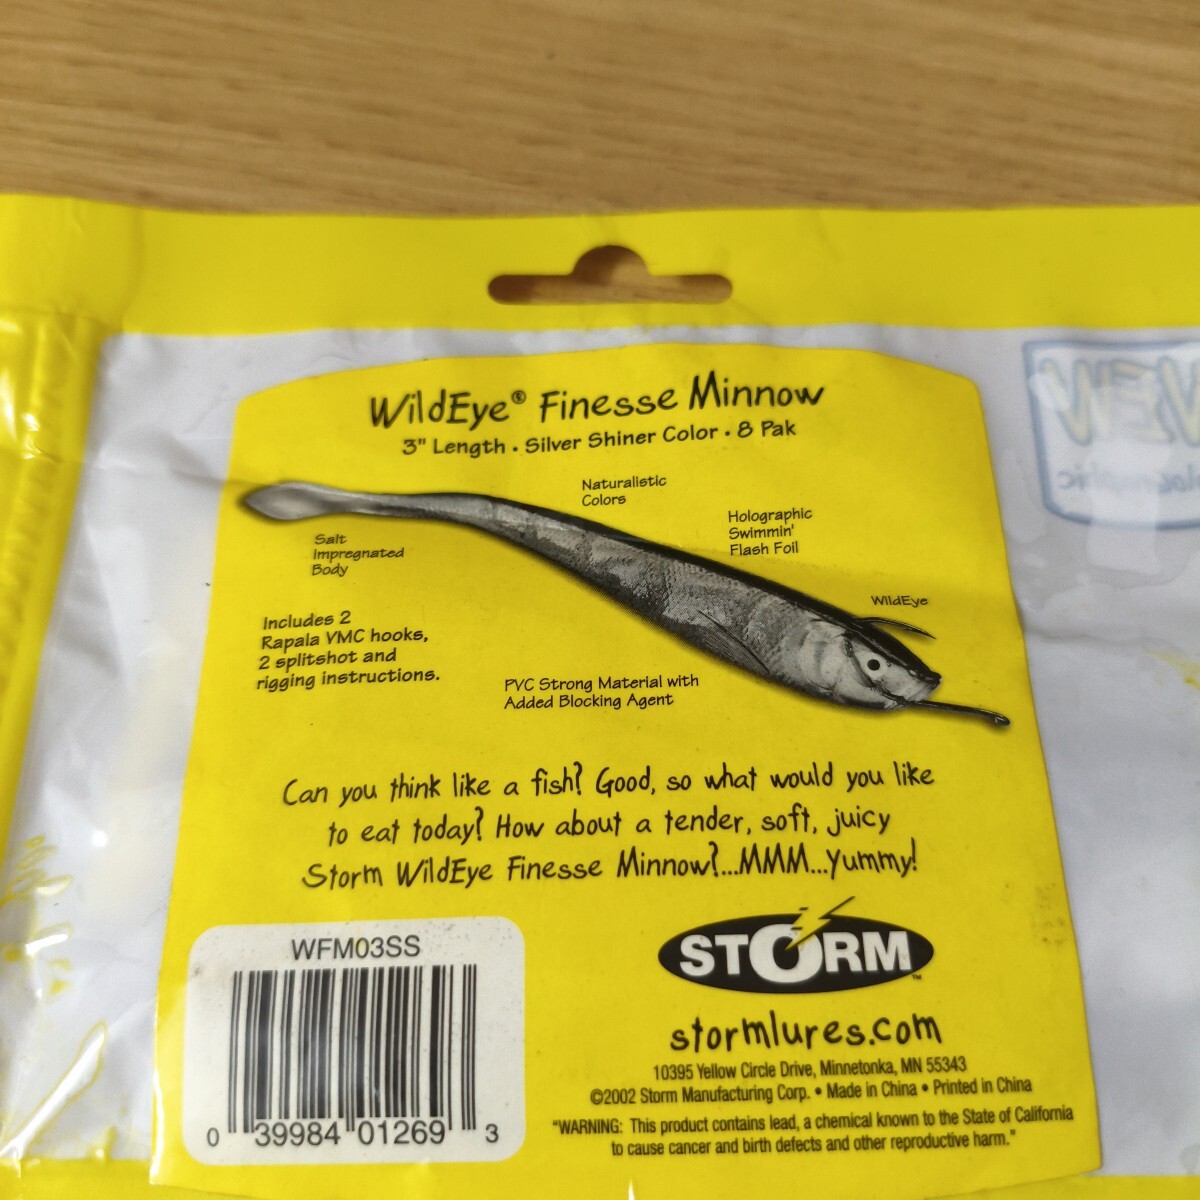 WildEye® Finesse Minnow
3" Length • Silver Shiner Color • 8 Pak
Naturalistic
Colors
Holographic
Swimmin'
Flash Foil
Salt
Impregnated
Body
WildEye
Includes 2
Rapala VMC hooks,
2 splitshot and
rigging instructions.
PVC Strong Material with
Added Blocking Agent
Can you think like a fish? Good, so what would you like
to eat today? How about a tender, soft, juicy
Storm WildEye Finesse Minnow?...MMM...Yummy!
WFM03SS
0 39984 01269 3
STORM™
stormlures.com
10395 Yellow Circle Drive, Minnetonka, MN 55343
©2002 Storm Manufacturing Corp. • Made in China • Printed in China
"WARNING: This product contains lead, a chemical known to the State of California
to cause cancer and birth defects and other reproductive harm."
NEW